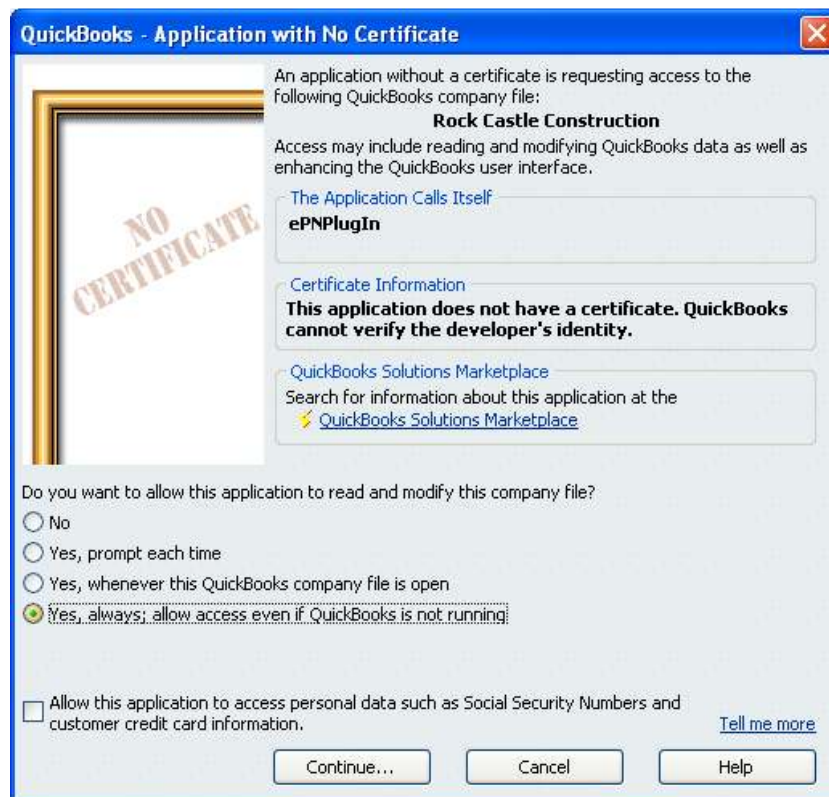 QuickBooks - Application with No Certificate
An application without a certificate is requesting access to the
following QuickBooks company file:
Rock Castle Construction
Access may include reading and modifying QuickBooks data as well as
enhancing the QuickBooks user interface.
NO
CERTIFICATE
The Application Calls Itself
ePNPlugIn
Certificate Information
This application does not have a certificate. QuickBooks
cannot verify the developer's identity.
QuickBooks Solutions Marketplace
Search for information about this application at the
QuickBooks Solutions Marketplace
Do you want to allow this application to read and modify this company file?
No
Yes, prompt each time
Yes, whenever this QuickBooks company file is open
Yes, always; allow access even if QuickBooks is not running
Allow this application to access personal data such as Social Security Numbers and
customer credit card information.
Tell me more
Continue...
Cancel
Help